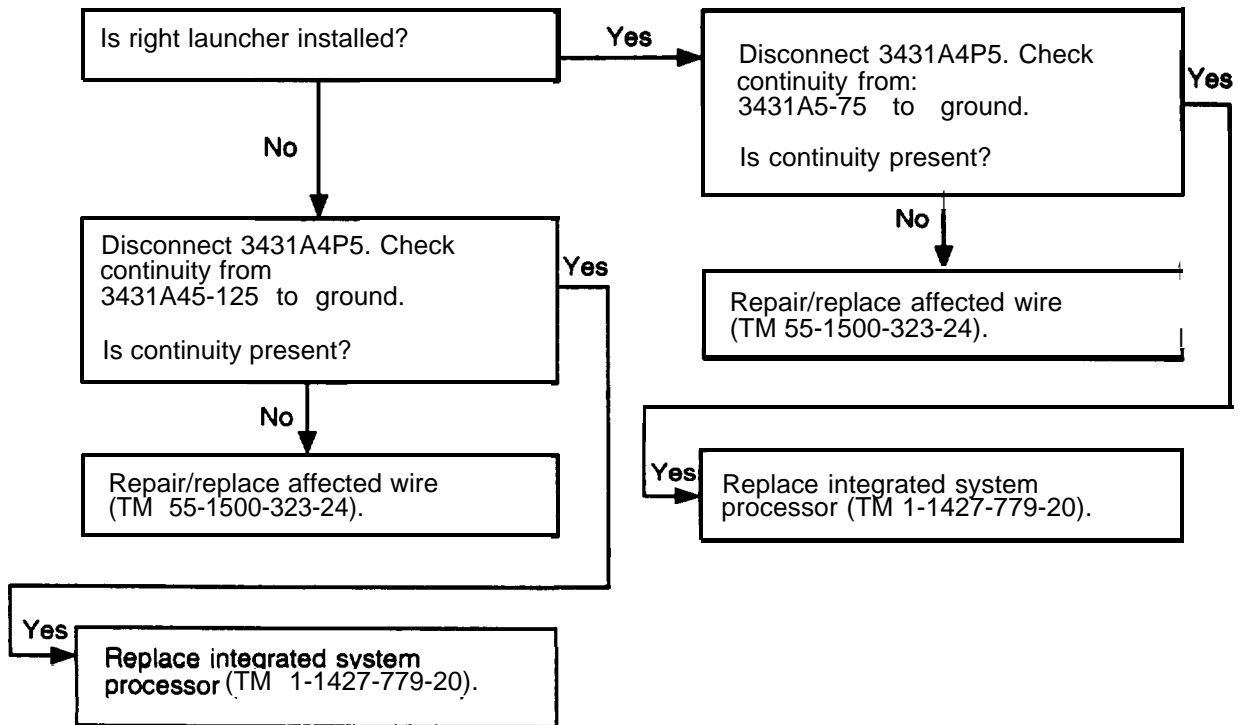 Is right launcher installed?
Yes
Disconnect 3431A4P5. Check
continuity from:
3431A5-75 to ground.
Is continuity present?
Yes
No
No
Disconnect 3431A4P5. Check
continuity from
3431A45-125 to ground.
Is continuity present?
Yes
Repair/replace affected wire
(TM 55-1500-323-24).
No
Repair/replace affected wire
(TM 55-1500-323-24).
Yes
Replace integrated system
processor (TM 1-1427-779-20).
Yes
Replace integrated system
processor (TM 1-1427-779-20).